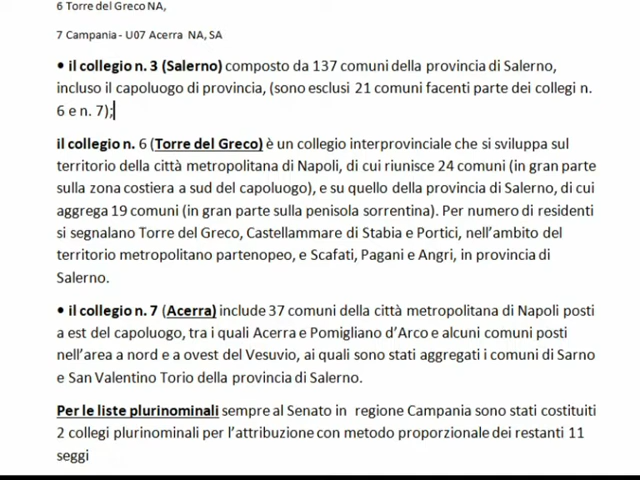 6 Torre del Greco NA,
7 Campania - U07 Acerra NA, SA
• il collegio n. 3 (Salerno) composto da 137 comuni della provincia di Salerno,
incluso il capoluogo di provincia, (sono esclusi 21 comuni facenti parte dei collegi n.
6 e n. 7);
il collegio n. 6 (Torre del Greco) è un collegio interprovinciale che si sviluppa sul
territorio della città metropolitana di Napoli, di cui riunisce 24 comuni (in gran parte
sulla zona costiera a sud del capoluogo), e su quello della provincia di Salerno, di cui
aggrega 19 comuni (in gran parte sulla penisola sorrentina). Per numero di residenti
si segnalano Torre del Greco, Castellammare di Stabia e Portici, nell’ambito del
territorio metropolitano partenopeo, e Scafati, Pagani e Angri, in provincia di
Salerno.
• il collegio n. 7 (Acerra) include 37 comuni della città metropolitana di Napoli posti
a est del capoluogo, tra i quali Acerra e Pomigliano d’Arco e alcuni comuni posti
nell’area a nord e a ovest del Vesuvio, ai quali sono stati aggregati i comuni di Sarno
e San Valentino Torio della provincia di Salerno.
Per le liste plurinominali sempre al Senato in regione Campania sono stati costituiti
2 collegi plurinominali per l’attribuzione con metodo proporzionale dei restanti 11
seggi